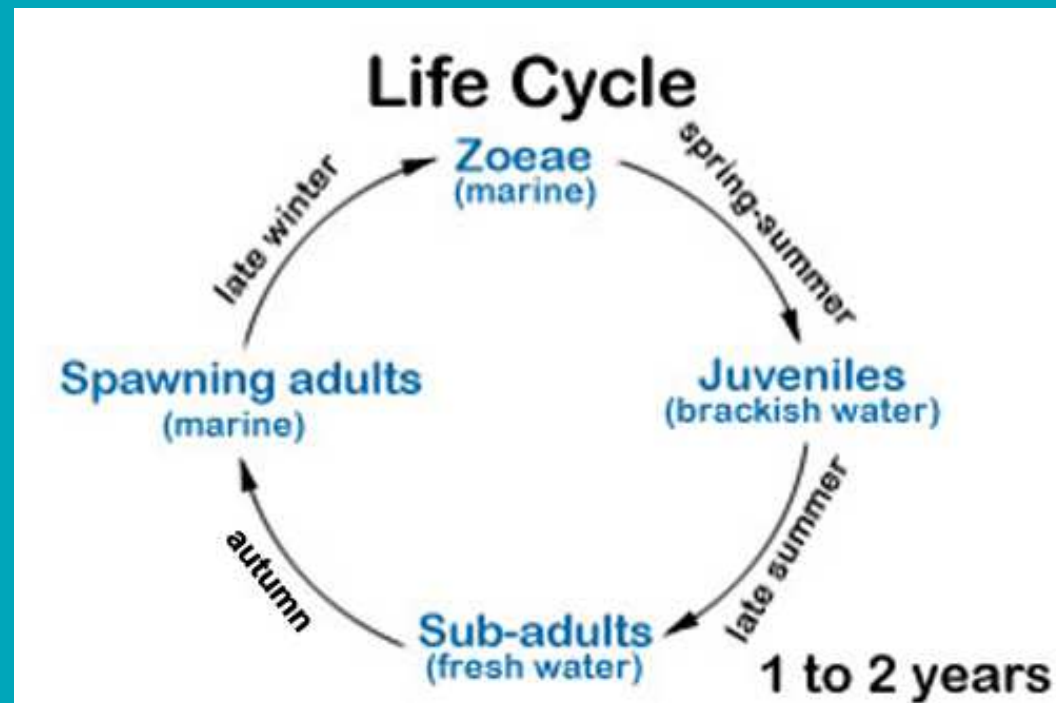 Life Cycle
Zoeae
(marine)
spring-summer
Juveniles
(brackish water)
late summer
Sub-adults
(fresh water)
autumn
Spawning adults
(marine)
late winter
1 to 2 years